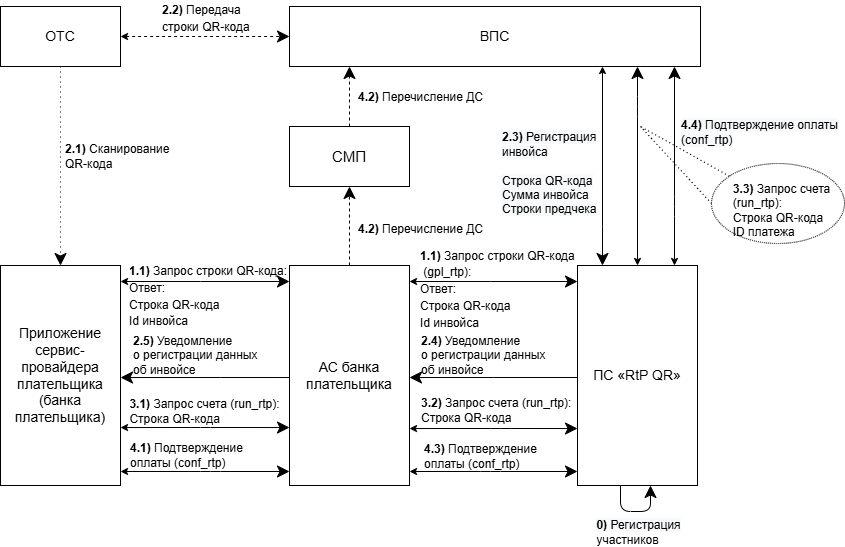 ОТС
2.2) Передача
строки QR-кода
ВПС
2.1) Сканирование
QR-кода
4.2) Перечисление ДС
СМП
4.2) Перечисление ДС
2.3) Регистрация
инвойса
Строка QR-кода
Сумма инвойса
Строки предчека
4.4) Подтверждение оплаты
(conf_rtp)
3.3) Запрос счета
(run_rtp):
Строка QR-кода
ID платежа
Приложение
сервис-
провайдера
плательщика
(банка
плательщика)
1.1) Запрос строки QR-кода:
Ответ:
Строка QR-кода
Id инвойса
2.5) Уведомление
о регистрации данных
об инвойсе
3.1) Запрос счета (run_rtp):
Строка QR-кода
4.1) Подтверждение
оплаты (conf_rtp)
АС банка
плательщика
1.1) Запрос строки QR-кода
(gpl_rtp):
Ответ:
Строка QR-кода
Id инвойса
2.4) Уведомление
о регистрации данных
об инвойсе
3.2) Запрос счета (run_rtp):
Строка QR-кода
4.3) Подтверждение
оплаты (conf_rtp)
ПС «RtP QR»
0) Регистрация
участников